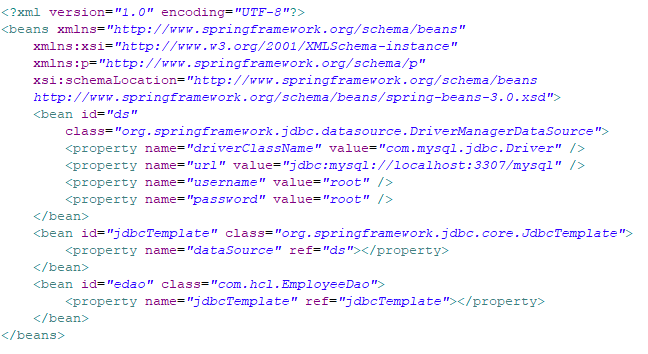 <?xml version="1.0" encoding="UTF-8"?>
<beans xmlns="http://www.springframework.org/schema/beans"
    xmlns:xsi="http://www.w3.org/2001/XMLSchema-instance"
    xmlns:p="http://www.springframework.org/schema/p"
    xsi:schemaLocation="http://www.springframework.org/schema/beans
    http://www.springframework.org/schema/beans/spring-beans-3.0.xsd">
    <bean id="ds"
        class="org.springframework.jdbc.datasource.DriverManagerDataSource">
        <property name="driverClassName" value="com.mysql.jdbc.Driver" />
        <property name="url" value="jdbc:mysql://localhost:3307/mysql" />
        <property name="username" value="root" />
        <property name="password" value="root" />
    </bean>
    <bean id="jdbcTemplate" class="org.springframework.jdbc.core.JdbcTemplate">
        <property name="dataSource" ref="ds"></property>
    </bean>
    <bean id="edao" class="com.hcl.EmployeeDao">
        <property name="jdbcTemplate" ref="jdbcTemplate"></property>
    </bean>
</beans>